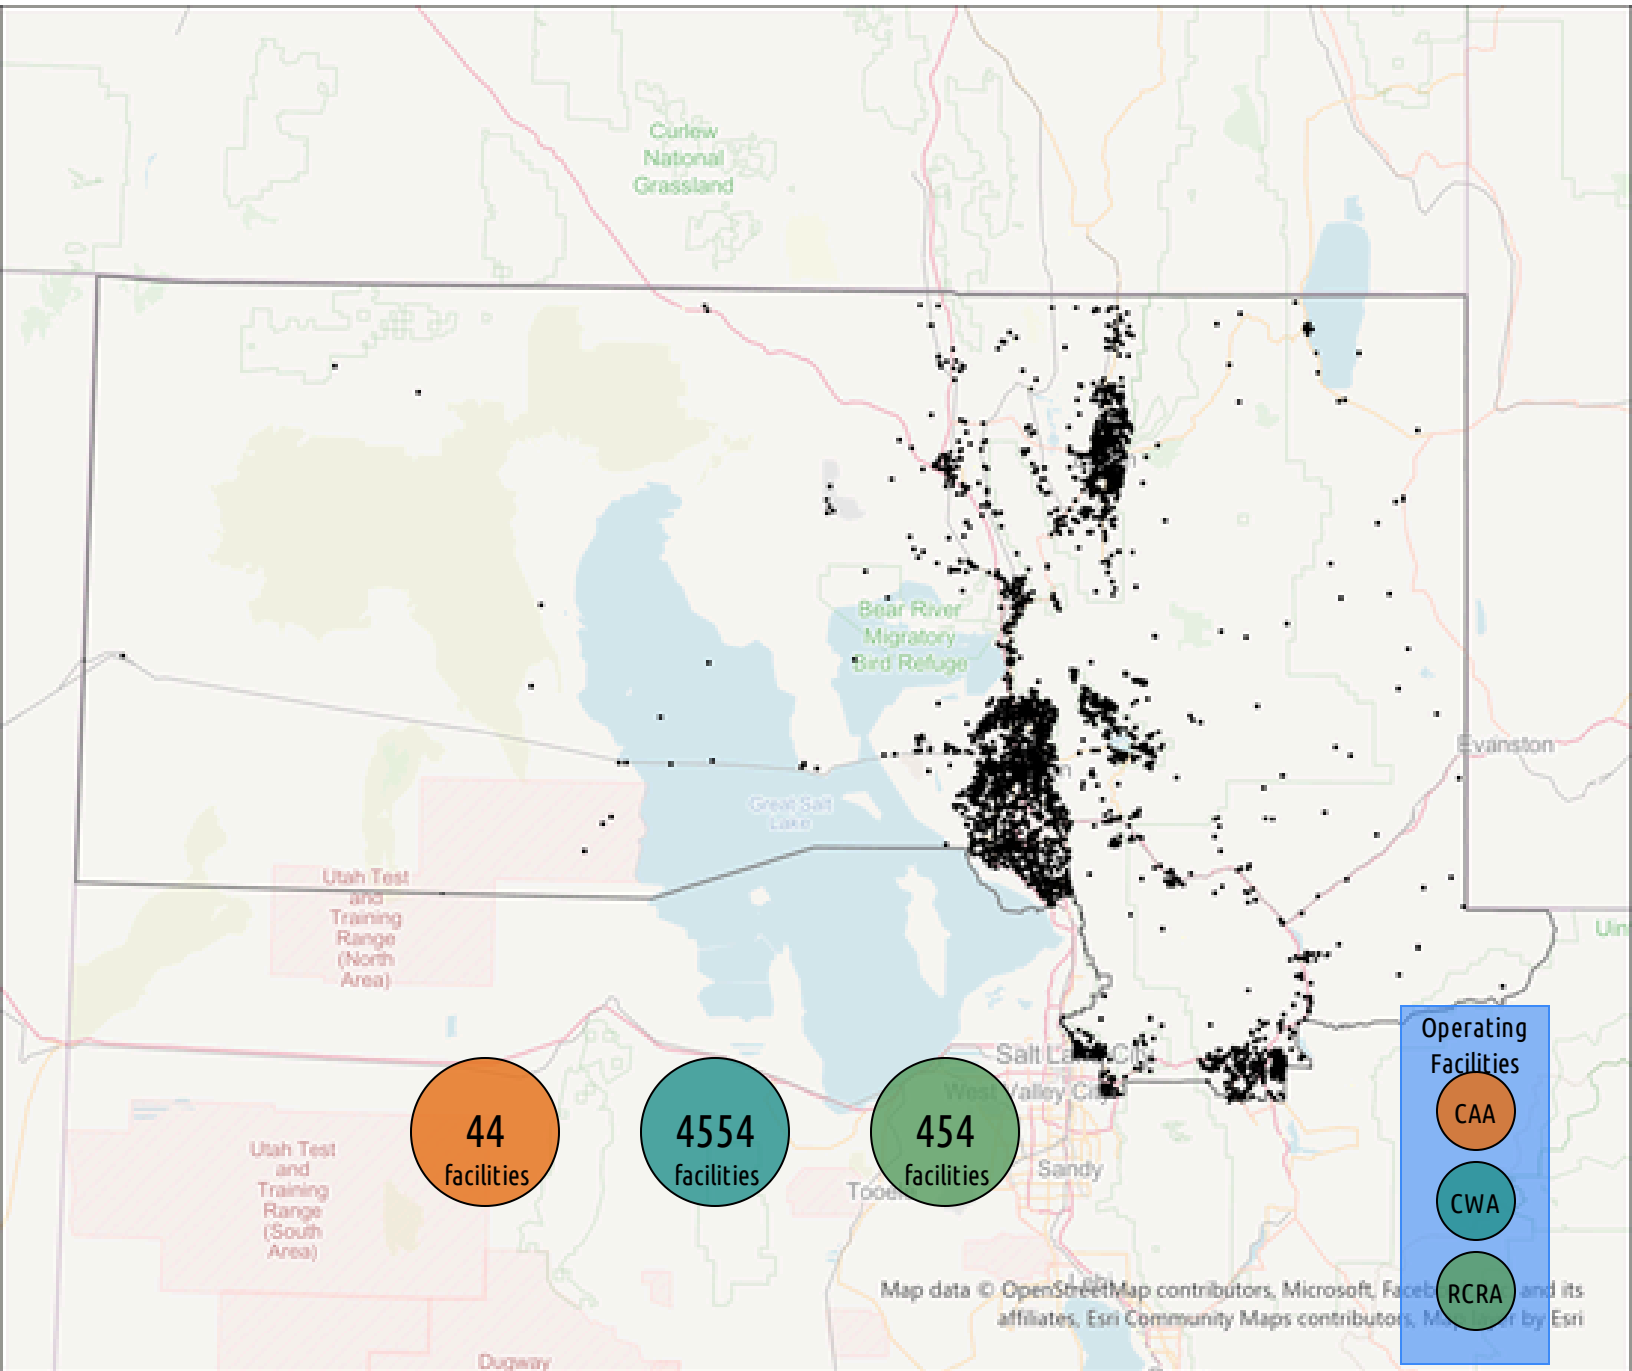 Curlew
National
Grassland
Bear River
Migratory
Bird Refuge
Evanston
Great Salt
Lake
Utah Test
and
Training
Range
(North
Area)
Uin
Operating
Facilities
Salt Lake City
West Valley City
44
facilities
4554
facilities
454
facilities
CAA
CWA
RCRA
Utah Test
and
Training
Range
(South
Area)
Sandy
Map data © OpenStreetMap contributors, Microsoft, and its
affiliates, Esri Community Maps contributors, Map layer by Esri
Dugway